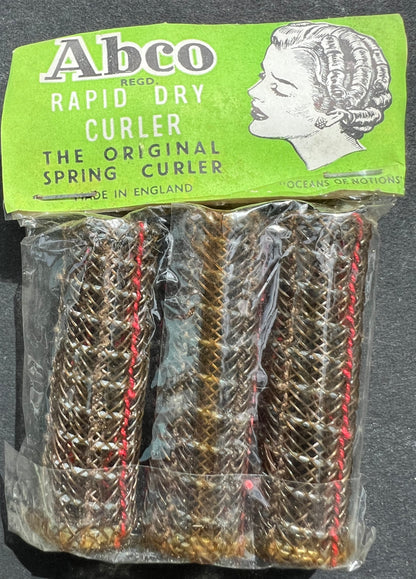 Abco
REGD
RAPID DRY
CURLER
THE ORIGINAL
SPRING CURLER
MADE IN ENGLAND
"OCEANS OF NOTIONS"